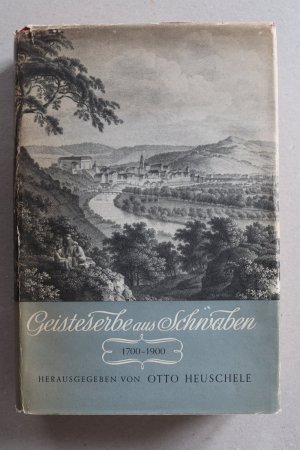 Geisteserbe aus Schwaben
1700-1900
HERAUSGEGEBEN VON OTTO HEUSCHELE